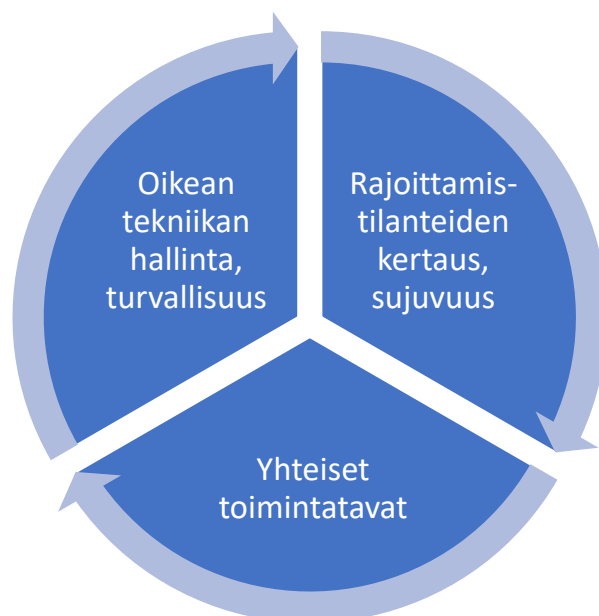 Oikean
tekniikan
hallinta,
turvallisuus
Rajoittamis-
tilanteiden
kertaus,
sujuvuus
Yhteiset
toimintatavat